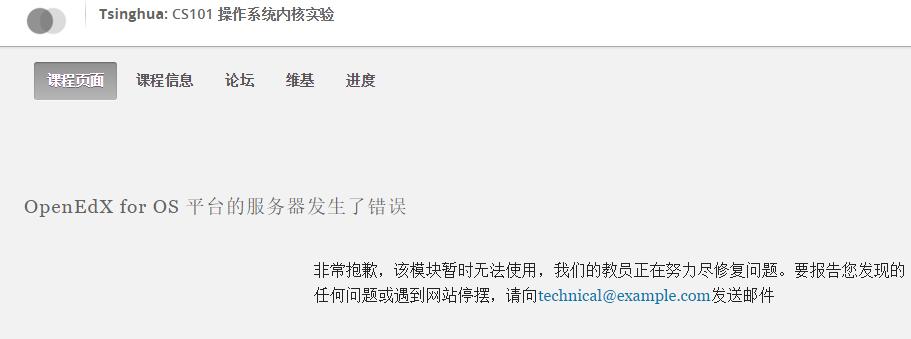 Tsinghua: CS101 操作系统内核实验
课程页面 课程信息 论坛 维基 进度
OpenEdX for OS 平台的服务器发生了错误
非常抱歉，该模块暂时无法使用，我们的教员正在努力尽修复问题。要报告您发现的
任何问题或遇到网站停摆，请向technical@example.com发送邮件